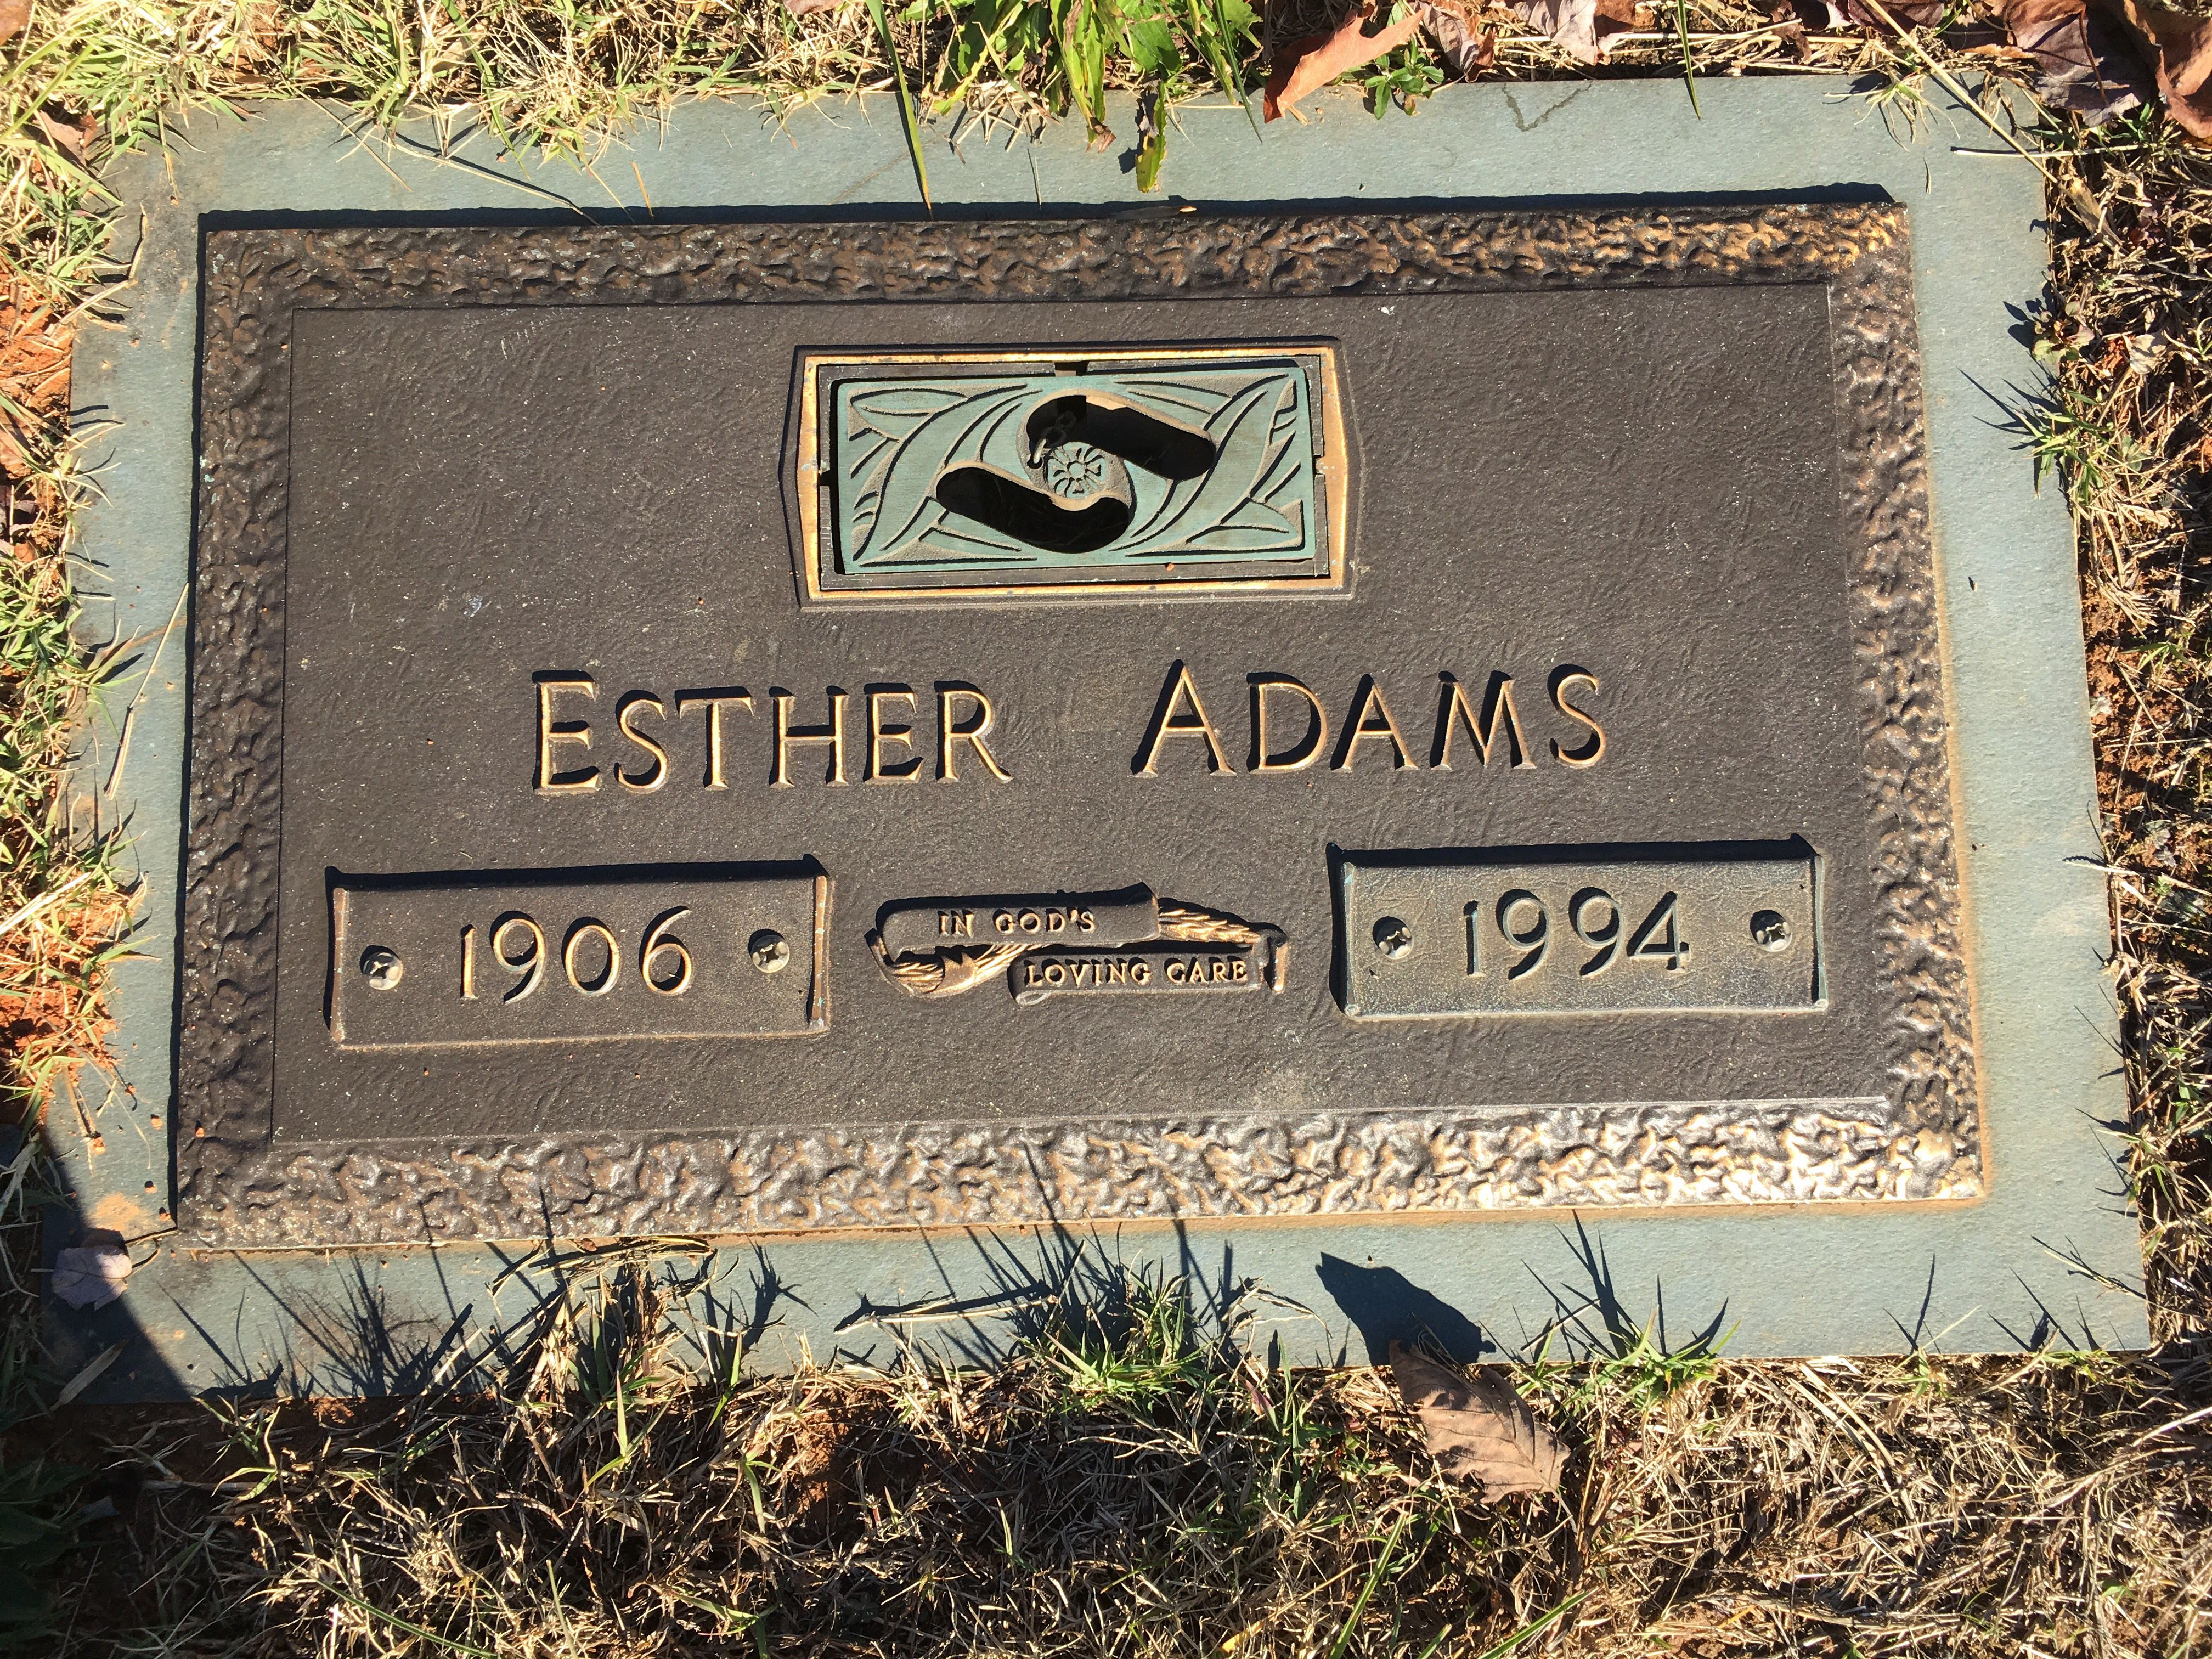 ESTHER ADAMS
1906
IN GOD'S
LOVING CARE
1994